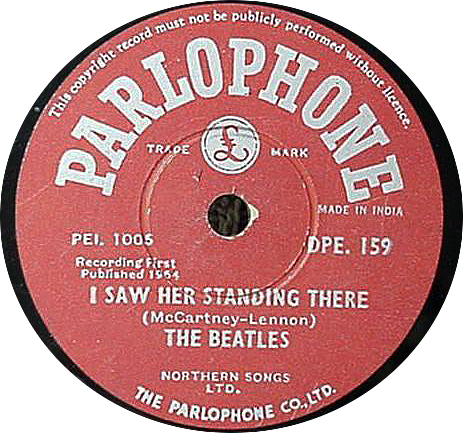 This copyright record must not be publicly performed without licence.
PARLOPHONE
TRADE £ MARK
MADE IN INDIA
PEI. 1005
DPE. 159
Recording First
Published 1964
I SAW HER STANDING THERE
(McCartney-Lennon)
THE BEATLES
NORTHERN SONGS
LTD.
THE PARLOPHONE CO., LTD.